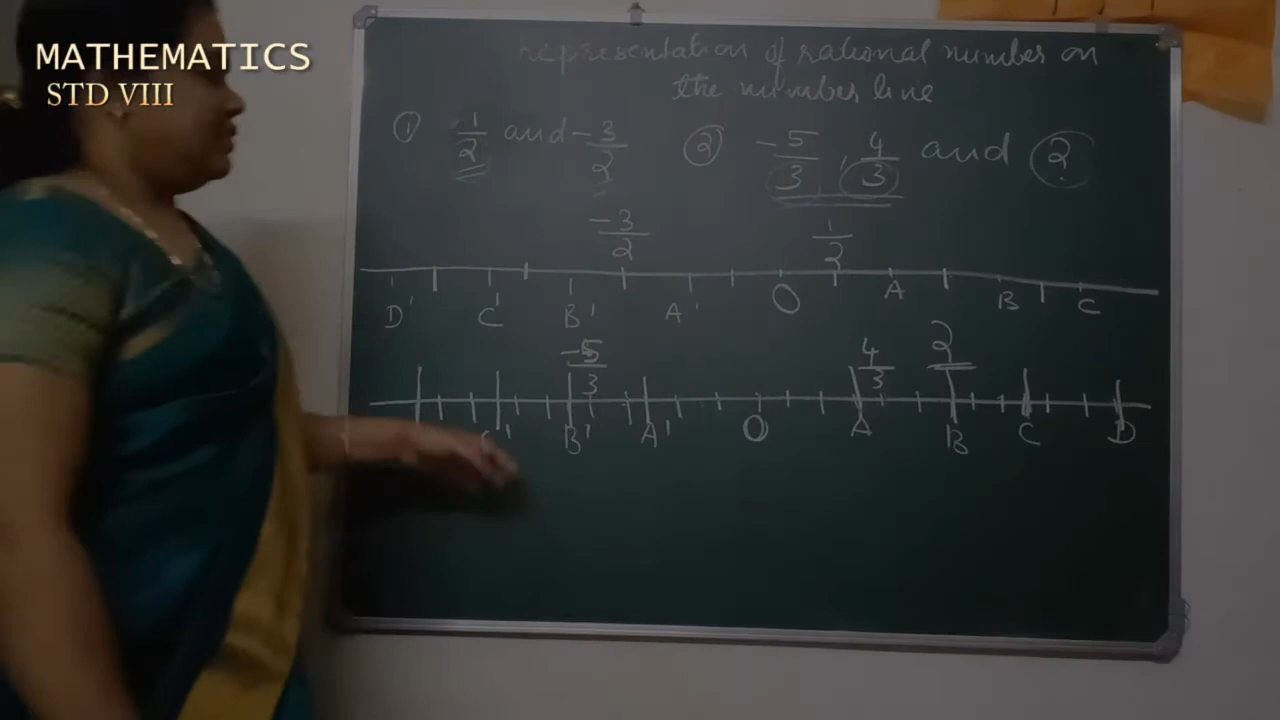 MATHEMATICS
STD VIII
representation of rational number on
the number line
① 1/2 and -3/2 ② -5/3, 4/3 and 2
-3/2 1/2
D' C B' A' O A B C
-5/3 4/3 2
C' B' A' O A B C D